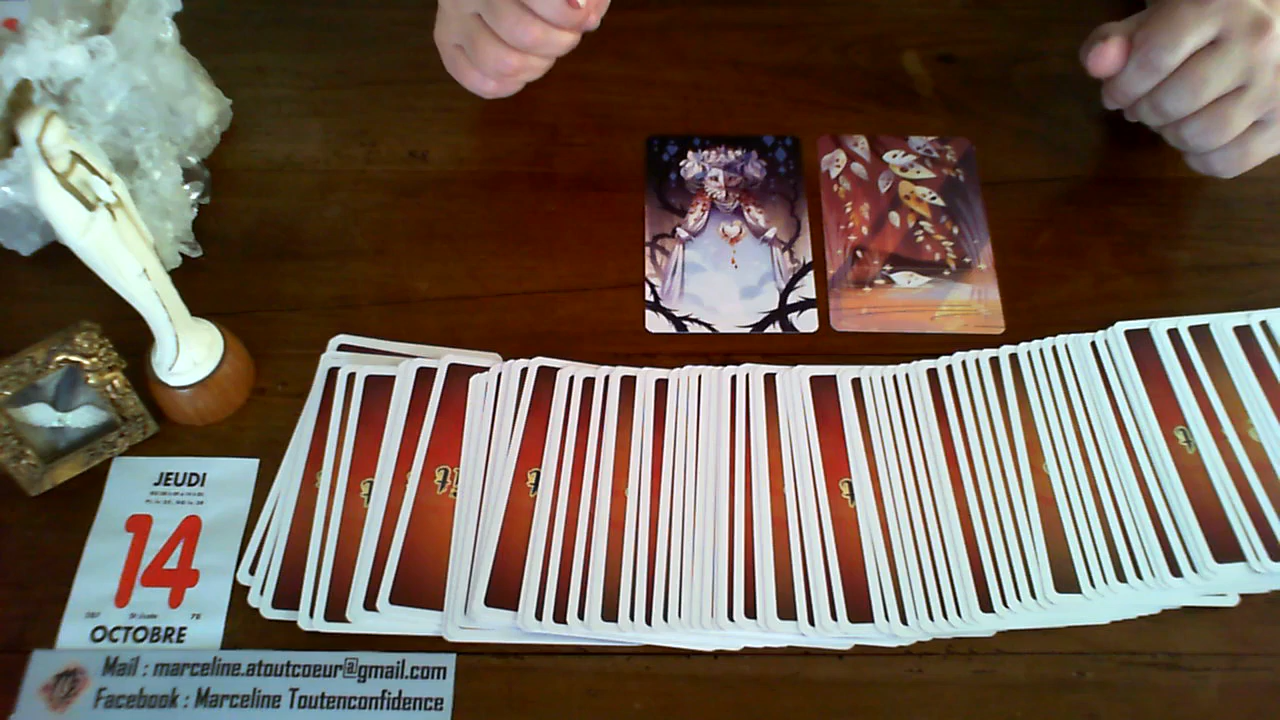 JEUDI
14
OCTOBRE
Mail : marceline.atoutcoeur@gmail.com
Facebook : Marceline Toutenconfidence